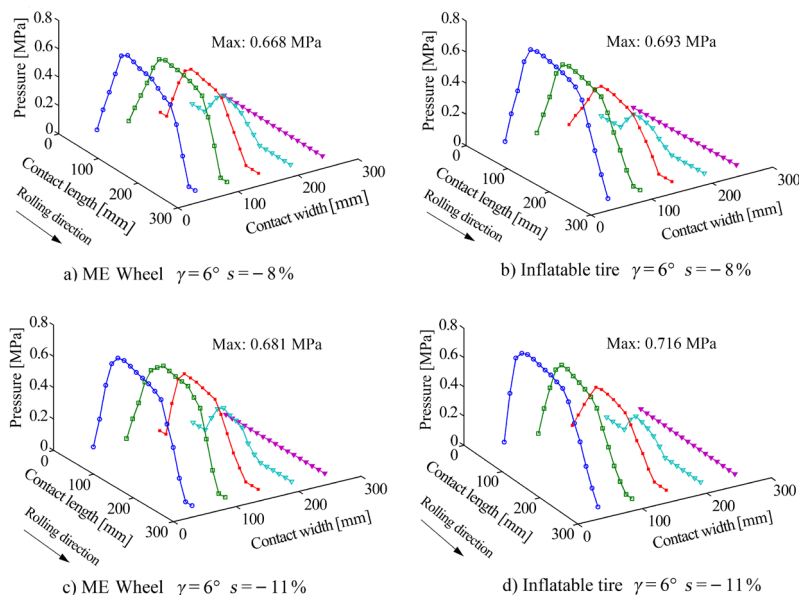 Max: 0.668 MPa
Pressure [MPa]
0.8
0.6
0.4
0.2
0
0
100
200
300
Contact length [mm]
Rolling direction
0
100
200
300
Contact width [mm]
a) ME Wheel γ=6° s=−8%
Max: 0.693 MPa
Pressure [MPa]
0.8
0.6
0.4
0.2
0
0
100
200
300
Contact length [mm]
Rolling direction
0
100
200
300
Contact width [mm]
b) Inflatable tire γ=6° s=−8%
Max: 0.681 MPa
Pressure [MPa]
0.8
0.6
0.4
0.2
0
0
100
200
300
Contact length [mm]
Rolling direction
0
100
200
300
Contact width [mm]
c) ME Wheel γ=6° s=−11%
Max: 0.716 MPa
Pressure [MPa]
0.8
0.6
0.4
0.2
0
0
100
200
300
Contact length [mm]
Rolling direction
0
100
200
300
Contact width [mm]
d) Inflatable tire γ=6° s=−11%